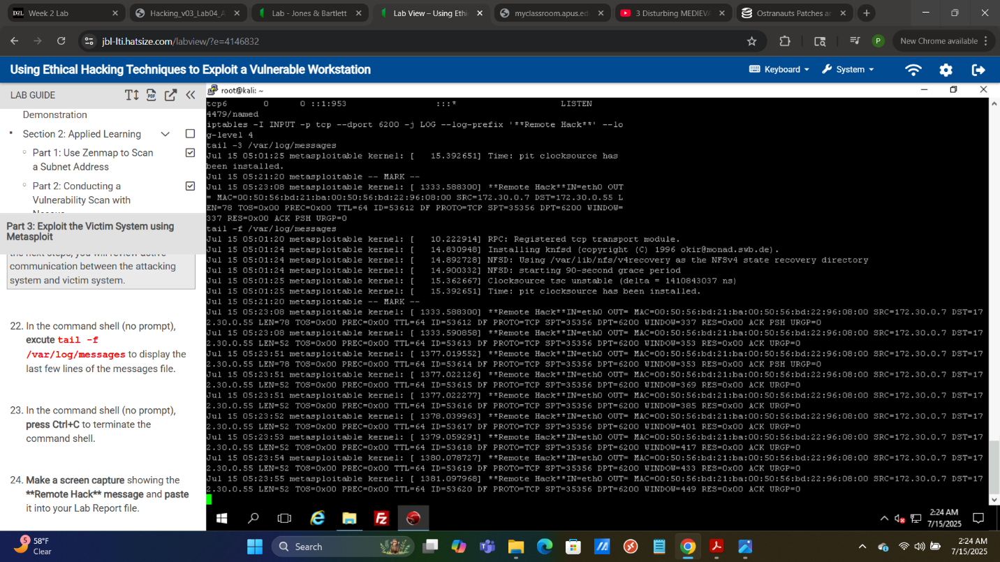 Week 2 Lab
Hacking_v03_Lab04_A
Lab - Jones & Bartlett
Lab View – Using Ethi
myclassroom.apus.ed
3 Disturbing MEDIEVA
Ostranauts Patches a
jbl-lti.hatsize.com/labview/?e=4146832
P
New Chrome available
Using Ethical Hacking Techniques to Exploit a Vulnerable Workstation
Keyboard
System
LAB GUIDE
PDF
Demonstration
Section 2: Applied Learning
Part 1: Use Zenmap to Scan
a Subnet Address
Part 2: Conducting a
Vulnerability Scan with
Part 3: Exploit the Victim System using
Metasploit
the next steps, you will review active
communication between the attacking
system and victim system.
22. In the command shell (no prompt),
excute tail -f
/var/log/messages to display the
last few lines of the messages file.
23. In the command shell (no prompt),
press Ctrl+C to terminate the
command shell.
24. Make a screen capture showing the
**Remote Hack** message and paste
it into your Lab Report file.
root@kali: ~
tcp6 0 0 ::1:953 :::* LISTEN
4479/named
iptables -I INPUT -p tcp --dport 6200 -j LOG --log-prefix '**Remote Hack**' --lo
g-level 4
tail -3 /var/log/messages
Jul 15 05:01:25 metasploitable kernel: [ 15.392651] Time: pit clocksource has
been installed.
Jul 15 05:21:20 metasploitable -- MARK --
Jul 15 05:23:08 metasploitable kernel: [ 1333.588300] **Remote Hack**IN=eth0 OUT
= MAC=00:50:56:bd:21:ba:00:50:56:bd:22:96:08:00 SRC=172.30.0.7 DST=172.30.0.55 L
EN=78 TOS=0x00 PREC=0x00 TTL=64 ID=53612 DF PROTO=TCP SPT=35356 DPT=6200 WINDOW=
337 RES=0x00 ACK PSH URGP=0
tail -f /var/log/messages
Jul 15 05:01:20 metasploitable kernel: [ 10.222914] RPC: Registered tcp transport module.
Jul 15 05:01:24 metasploitable kernel: [ 14.830948] Installing knfsd (copyright (C) 1996 okir@monad.swb.de).
Jul 15 05:01:24 metasploitable kernel: [ 14.892728] NFSD: Using /var/lib/nfs/v4recovery as the NFSv4 state recovery directory
Jul 15 05:01:24 metasploitable kernel: [ 14.900332] NFSD: starting 90-second grace period
Jul 15 05:01:25 metasploitable kernel: [ 15.362667] Clocksource tsc unstable (delta = 1410843037 ns)
Jul 15 05:01:25 metasploitable kernel: [ 15.392651] Time: pit clocksource has been installed.
Jul 15 05:21:20 metasploitable -- MARK --
Jul 15 05:23:08 metasploitable kernel: [ 1333.588300] **Remote Hack**IN=eth0 OUT= MAC=00:50:56:bd:21:ba:00:50:56:bd:22:96:08:00 SRC=172.30.0.7 DST=17
2.30.0.55 LEN=78 TOS=0x00 PREC=0x00 TTL=64 ID=53612 DF PROTO=TCP SPT=35356 DPT=6200 WINDOW=337 RES=0x00 ACK PSH URGP=0
Jul 15 05:23:08 metasploitable kernel: [ 1333.590858] **Remote Hack**IN=eth0 OUT= MAC=00:50:56:bd:21:ba:00:50:56:bd:22:96:08:00 SRC=172.30.0.7 DST=17
2.30.0.55 LEN=52 TOS=0x00 PREC=0x00 TTL=64 ID=53613 DF PROTO=TCP SPT=35356 DPT=6200 WINDOW=353 RES=0x00 ACK URGP=0
Jul 15 05:23:51 metasploitable kernel: [ 1377.019552] **Remote Hack**IN=eth0 OUT= MAC=00:50:56:bd:21:ba:00:50:56:bd:22:96:08:00 SRC=172.30.0.7 DST=17
2.30.0.55 LEN=78 TOS=0x00 PREC=0x00 TTL=64 ID=53614 DF PROTO=TCP SPT=35356 DPT=6200 WINDOW=353 RES=0x00 ACK PSH URGP=0
Jul 15 05:23:51 metasploitable kernel: [ 1377.022126] **Remote Hack**IN=eth0 OUT= MAC=00:50:56:bd:21:ba:00:50:56:bd:22:96:08:00 SRC=172.30.0.7 DST=17
2.30.0.55 LEN=52 TOS=0x00 PREC=0x00 TTL=64 ID=53615 DF PROTO=TCP SPT=35356 DPT=6200 WINDOW=369 RES=0x00 ACK URGP=0
Jul 15 05:23:51 metasploitable kernel: [ 1377.022277] **Remote Hack**IN=eth0 OUT= MAC=00:50:56:bd:21:ba:00:50:56:bd:22:96:08:00 SRC=172.30.0.7 DST=17
2.30.0.55 LEN=52 TOS=0x00 PREC=0x00 TTL=64 ID=53616 DF PROTO=TCP SPT=35356 DPT=6200 WINDOW=385 RES=0x00 ACK URGP=0
Jul 15 05:23:52 metasploitable kernel: [ 1378.039963] **Remote Hack**IN=eth0 OUT= MAC=00:50:56:bd:21:ba:00:50:56:bd:22:96:08:00 SRC=172.30.0.7 DST=17
2.30.0.55 LEN=52 TOS=0x00 PREC=0x00 TTL=64 ID=53617 DF PROTO=TCP SPT=35356 DPT=6200 WINDOW=401 RES=0x00 ACK URGP=0
Jul 15 05:23:53 metasploitable kernel: [ 1379.059291] **Remote Hack**IN=eth0 OUT= MAC=00:50:56:bd:21:ba:00:50:56:bd:22:96:08:00 SRC=172.30.0.7 DST=17
2.30.0.55 LEN=52 TOS=0x00 PREC=0x00 TTL=64 ID=53618 DF PROTO=TCP SPT=35356 DPT=6200 WINDOW=417 RES=0x00 ACK URGP=0
Jul 15 05:23:54 metasploitable kernel: [ 1380.078727] **Remote Hack**IN=eth0 OUT= MAC=00:50:56:bd:21:ba:00:50:56:bd:22:96:08:00 SRC=172.30.0.7 DST=17
2.30.0.55 LEN=52 TOS=0x00 PREC=0x00 TTL=64 ID=53619 DF PROTO=TCP SPT=35356 DPT=6200 WINDOW=433 RES=0x00 ACK URGP=0
Jul 15 05:23:55 metasploitable kernel: [ 1381.097968] **Remote Hack**IN=eth0 OUT= MAC=00:50:56:bd:21:ba:00:50:56:bd:22:96:08:00 SRC=172.30.0.7 DST=17
2.30.0.55 LEN=52 TOS=0x00 PREC=0x00 TTL=64 ID=53620 DF PROTO=TCP SPT=35356 DPT=6200 WINDOW=449 RES=0x00 ACK URGP=0
2:24 AM
7/15/2025
5
58°F
Clear
Search
2:24 AM
7/15/2025